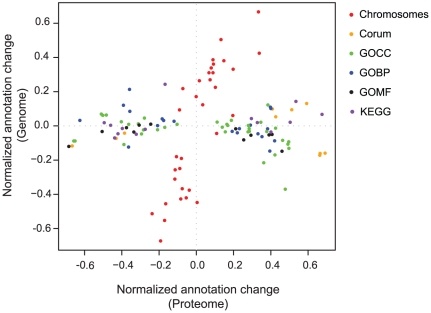 Normalized annotation change
(Genome)
0.6
0.4
0.2
0.0
-0.2
-0.4
-0.6
-0.6 -0.4 -0.2 0.0 0.2 0.4 0.6
Normalized annotation change
(Proteome)
Chromosomes
Corum
GOCC
GOBP
GOMF
KEGG